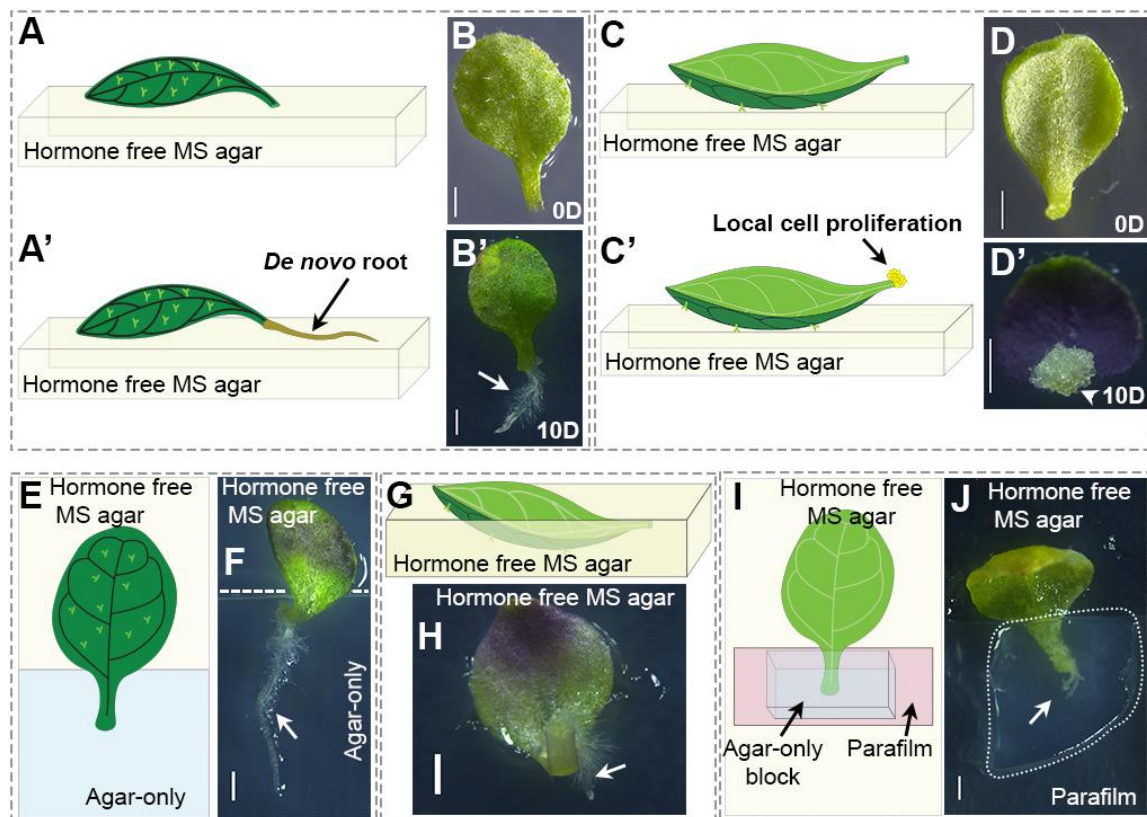 A
Hormone free MS agar
B
0D
C
Hormone free MS agar
D
0D
A'
De novo root
Hormone free MS agar
B'
10D
C'
Local cell proliferation
Hormone free MS agar
D'
10D
E
Hormone free
MS agar
Agar-only
Hormone free
MS agar
F
Agar-only
G
Hormone free MS agar
Hormone free MS agar
H
I
Hormone free
MS agar
Agar-only
block
Parafilm
J
Hormone free
MS agar
Parafilm